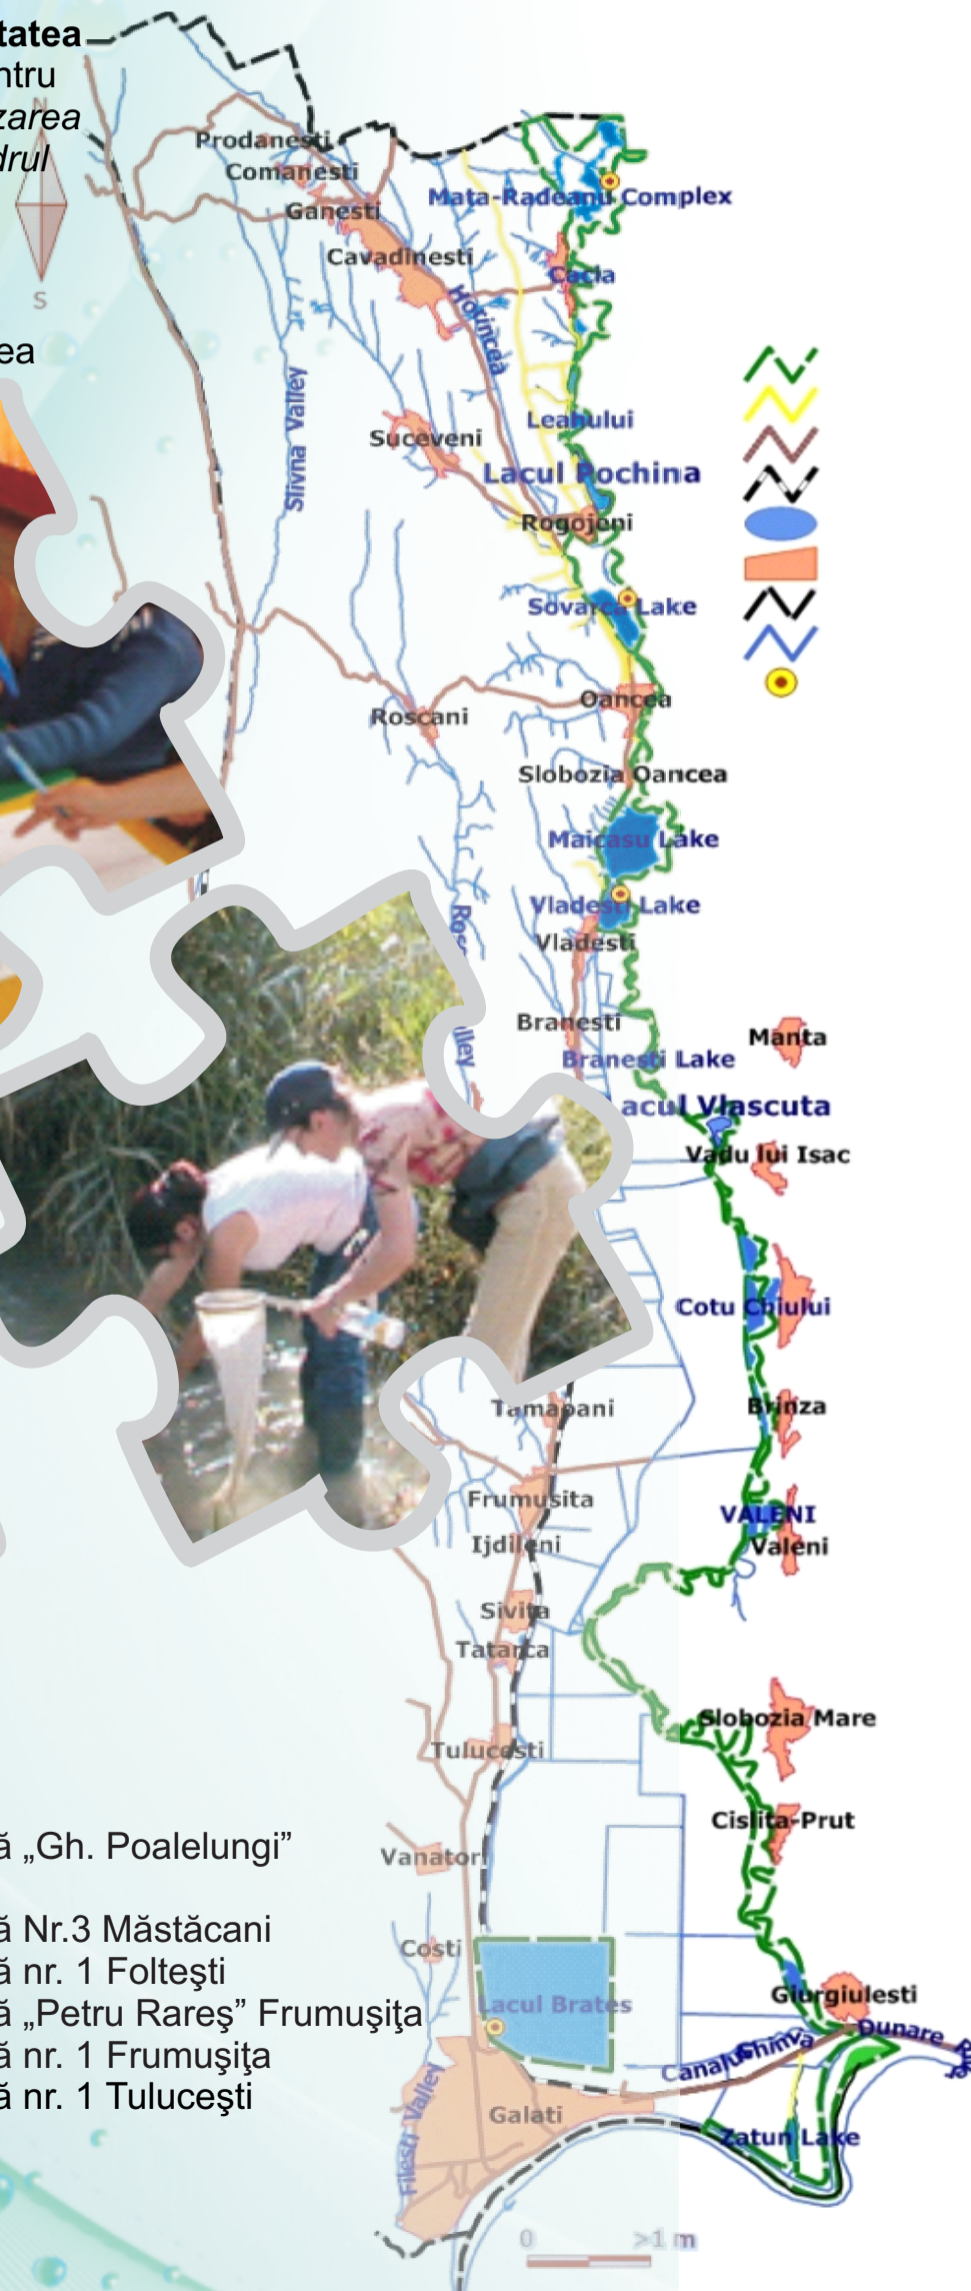 tatea
ntru
zarea
drul
N
S
ea
Prodanesti
Comanesti
Ganesti
Cavadinesti
Mata-Radeanu Complex
Cacia
Horincea
Slivna Valley
Leahului
Suceveni
Lacul Pochina
Rogojeni
Sovarca Lake
Oancea
Roscani
Slobozia Oancea
Maicasu Lake
Vladesti Lake
Vladesti
Branesti
Branesti Lake
Manta
acul Vlascuta
Vadu lui Isac
Cotu Chiului
Brinza
Tamaoani
Frumusita
VALENI
Valeni
Ijdileni
Sivita
Tatarca
Slobozia Mare
Tulucesti
Cislita-Prut
ă „Gh. Poalelungi”
Vanatori
ă Nr.3 Măstăcani
Costi
ă nr. 1 Folteşti
Giurgiulesti
Lacul Brates
ă „Petru Rareş” Frumuşiţa
Dunare
ă nr. 1 Frumuşiţa
ă nr. 1 Tuluceşti
Filesti Valley
Galati
Zatun Lake
0 >1 m